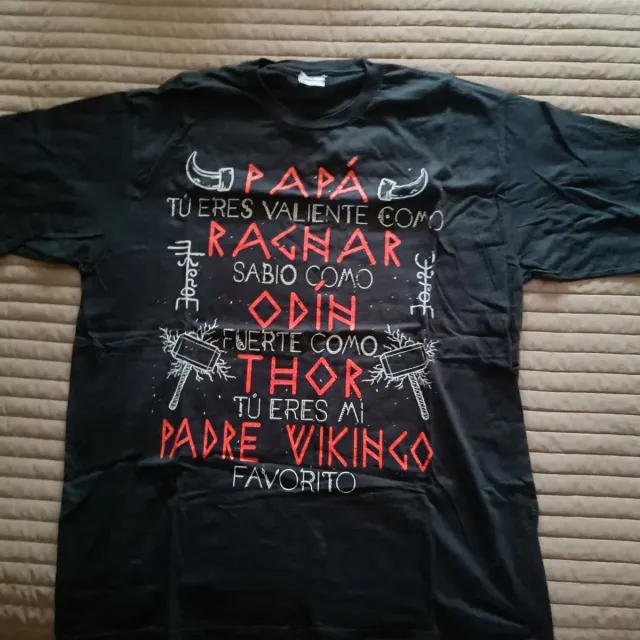 PAPÁ
TÚ ERES VALIENTE COMO
RAGNAR
SABIO COMO
ODÍN
FUERTE COMO
THOR
TÚ ERES MI
PADRE VIKINGO
FAVORITO